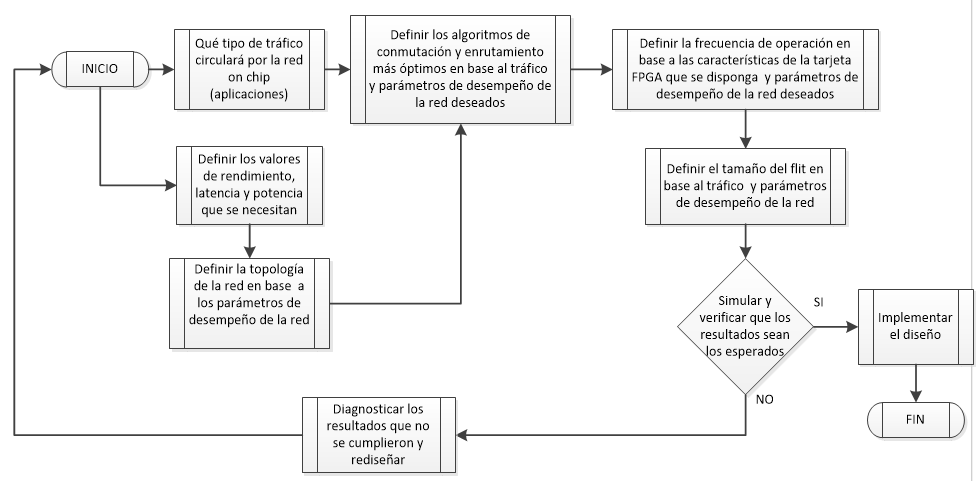 INICIO
Qué tipo de tráfico
circulará por la red
on chip
(aplicaciones)
Definir los algoritmos de
conmutación y enrutamiento
más óptimos en base al tráfico
y parámetros de desempeño de
la red deseados
Definir la frecuencia de operación en
base a las características de la tarjeta
FPGA que se disponga y parámetros de
desempeño de la red deseados
Definir los valores
de rendimiento,
latencia y potencia
que se necesitan
Definir el tamaño del flit en
base al tráfico y parámetros
de desempeño de la red
Definir la topología
de la red en base a
los parámetros de
desempeño de la red
Simular y
verificar que los
resultados sean
los esperados
SI
Implementar
el diseño
NO
FIN
Diagnosticar los
resultados que no
se cumplieron y
rediseñar